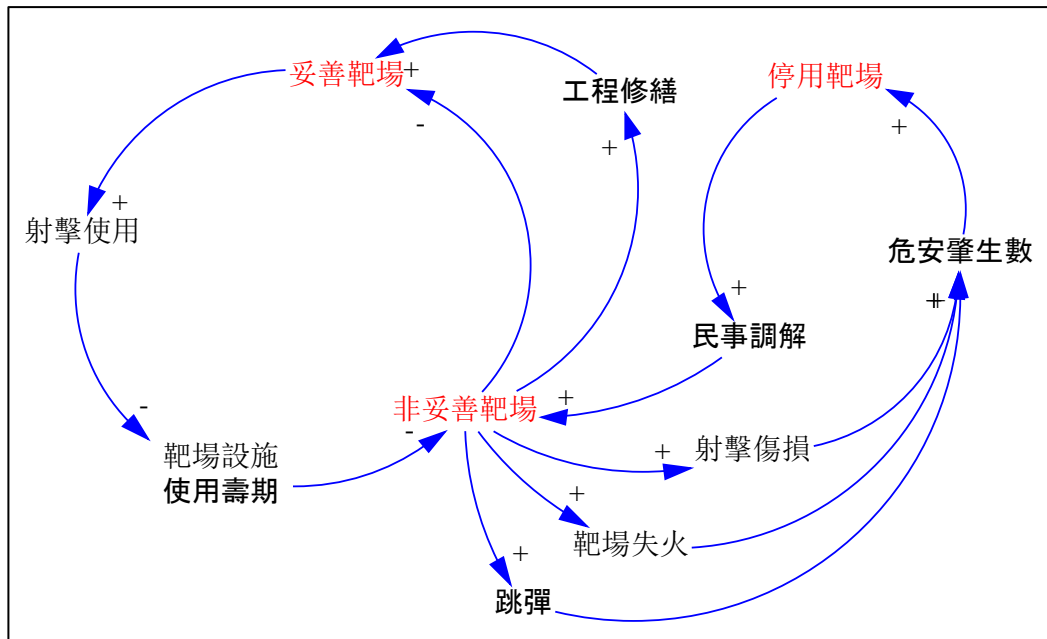 妥善靶場
+
工程修繕
停用靶場
-
+
+
+
射擊使用
危安肇生數
+
++
民事調解
-
非妥善靶場
+
-
靶場設施
使用壽期
+
射擊傷損
+
靶場失火
+
跳彈